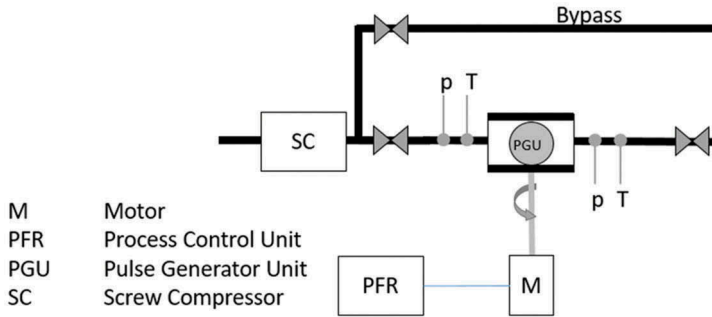 Bypass
p T
SC
PGU
p T
M Motor
PFR Process Control Unit
PGU Pulse Generator Unit
SC Screw Compressor
PFR
M